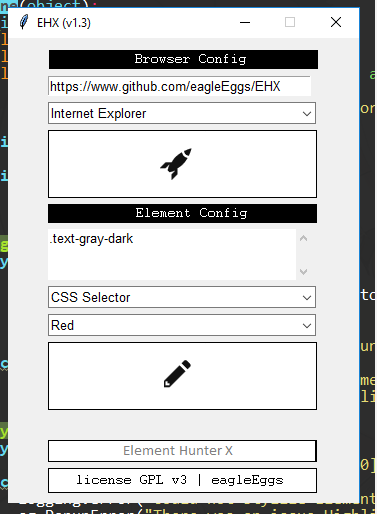 (object):
EHX (v1.3)
Browser Config
https://www.github.com/eagleEggs/EHX
Internet Explorer
Element Config
.text-gray-dark
CSS Selector
Red
Element Hunter X
license GPL v3 | eagleEggs